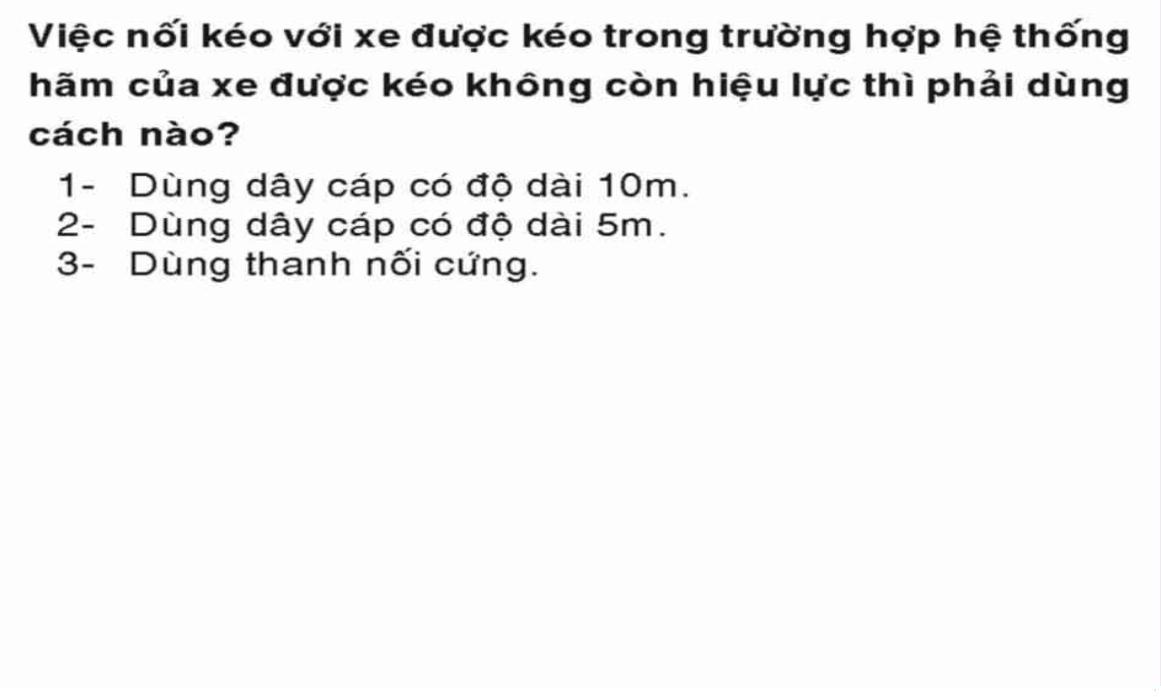 Việc nối kéo với xe được kéo trong trường hợp hệ thống
hãm của xe được kéo không còn hiệu lực thì phải dùng
cách nào?
1- Dùng dây cáp có độ dài 10m.
2- Dùng dây cáp có độ dài 5m.
3- Dùng thanh nối cứng.